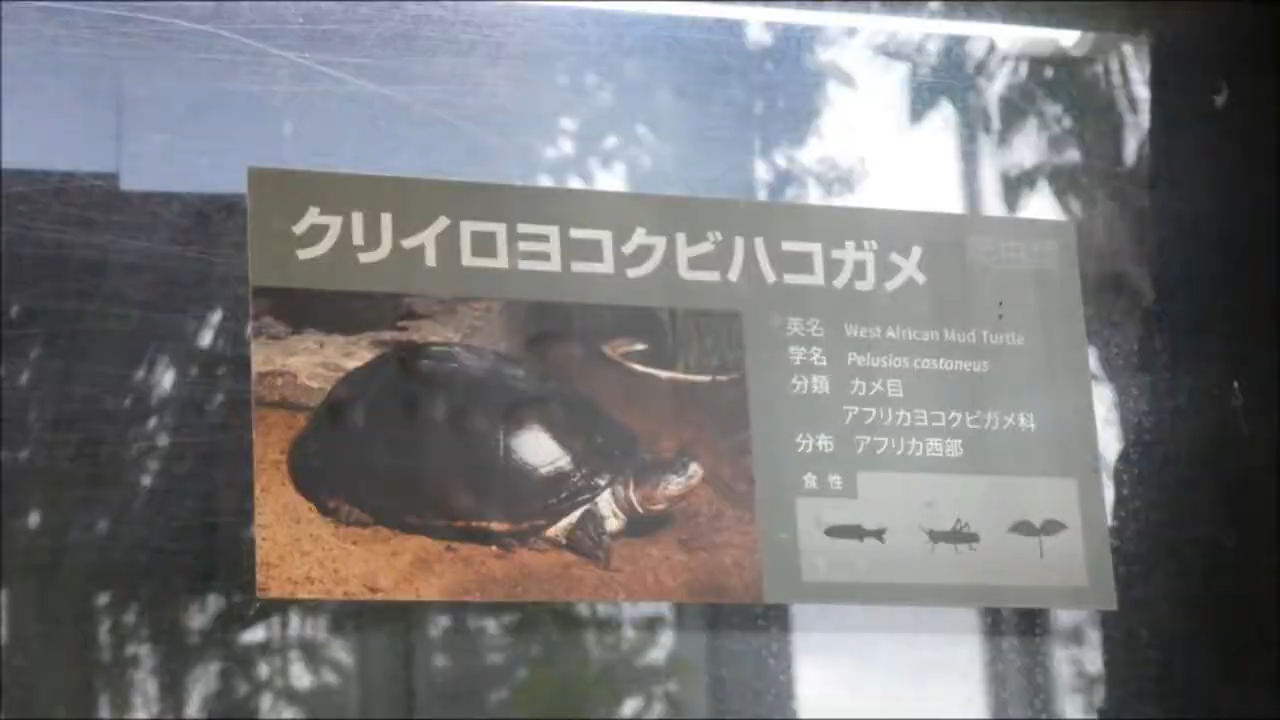 クリイロヨコクビハコガメ
英名 West African Mud Turtle
学名 Pelusios castaneus
分類 カメ目
アフリカヨコクビガメ科
分布 アフリカ西部
食性